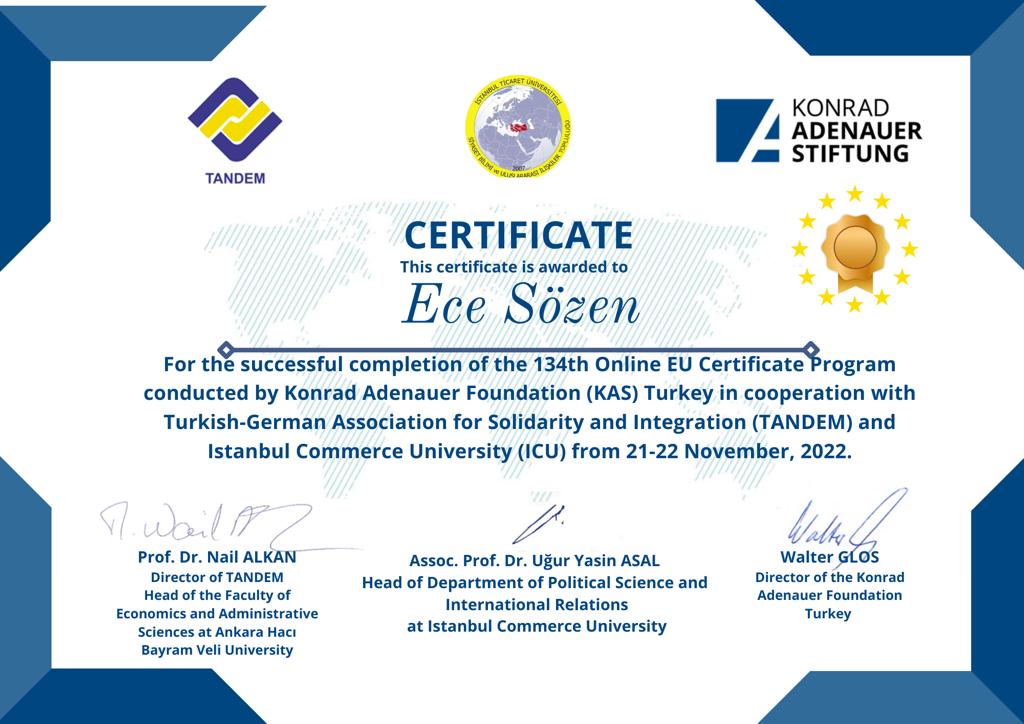 TANDEM
İSTANBUL TİCARET ÜNİVERSİTESİ
SİYASET BİLİMİ ve ULUSLARARASI İLİŞKİLER TOPLULUĞU
2007
KONRAD
ADENAUER
STIFTUNG
CERTIFICATE
This certificate is awarded to
Ece Sözen
For the successful completion of the 134th Online EU Certificate Program
conducted by Konrad Adenauer Foundation (KAS) Turkey in cooperation with
Turkish-German Association for Solidarity and Integration (TANDEM) and
Istanbul Commerce University (ICU) from 21-22 November, 2022.
Prof. Dr. Nail ALKAN
Director of TANDEM
Head of the Faculty of
Economics and Administrative
Sciences at Ankara Hacı
Bayram Veli University
Assoc. Prof. Dr. Uğur Yasin ASAL
Head of Department of Political Science and
International Relations
at Istanbul Commerce University
Walter GLOS
Director of the Konrad
Adenauer Foundation
Turkey